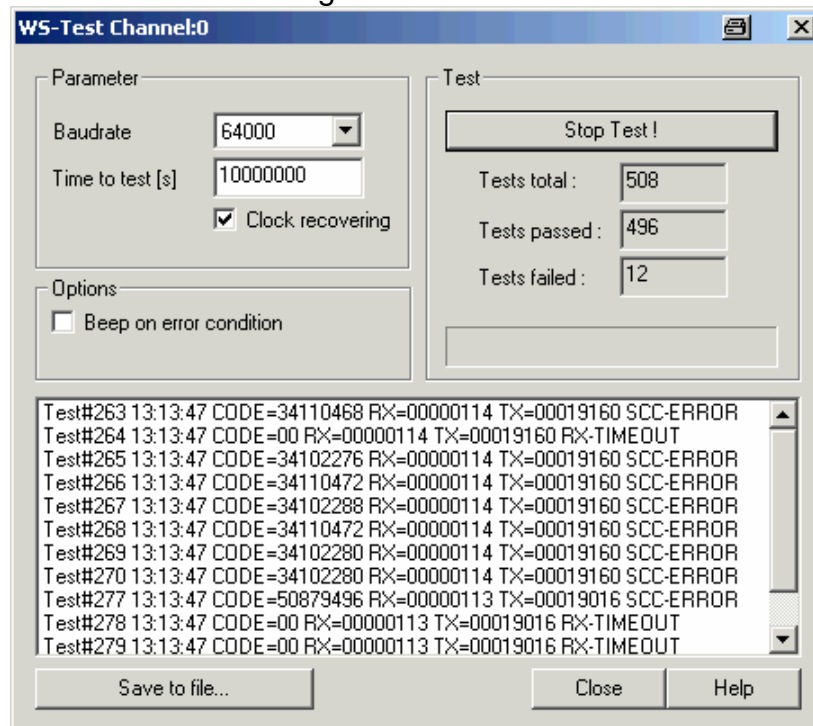 WS-Test Channel:0
Parameter
Baudrate 64000
Time to test [s] 10000000
Clock recovering
Options
Beep on error condition
Test
Stop Test !
Tests total : 508
Tests passed : 496
Tests failed : 12
Test#263 13:13:47 CODE=34110468 RX=00000114 TX=00019160 SCC-ERROR
Test#264 13:13:47 CODE=00 RX=00000114 TX=00019160 RX-TIMEOUT
Test#265 13:13:47 CODE=34102276 RX=00000114 TX=00019160 SCC-ERROR
Test#266 13:13:47 CODE=34110472 RX=00000114 TX=00019160 SCC-ERROR
Test#267 13:13:47 CODE=34102288 RX=00000114 TX=00019160 SCC-ERROR
Test#268 13:13:47 CODE=34110472 RX=00000114 TX=00019160 SCC-ERROR
Test#269 13:13:47 CODE=34102280 RX=00000114 TX=00019160 SCC-ERROR
Test#270 13:13:47 CODE=34102280 RX=00000114 TX=00019160 SCC-ERROR
Test#277 13:13:47 CODE=50879496 RX=00000113 TX=00019016 SCC-ERROR
Test#278 13:13:47 CODE=00 RX=00000113 TX=00019016 RX-TIMEOUT
Test#279 13:13:47 CODE=00 RX=00000113 TX=00019016 RX-TIMEOUT
Save to file...
Close
Help